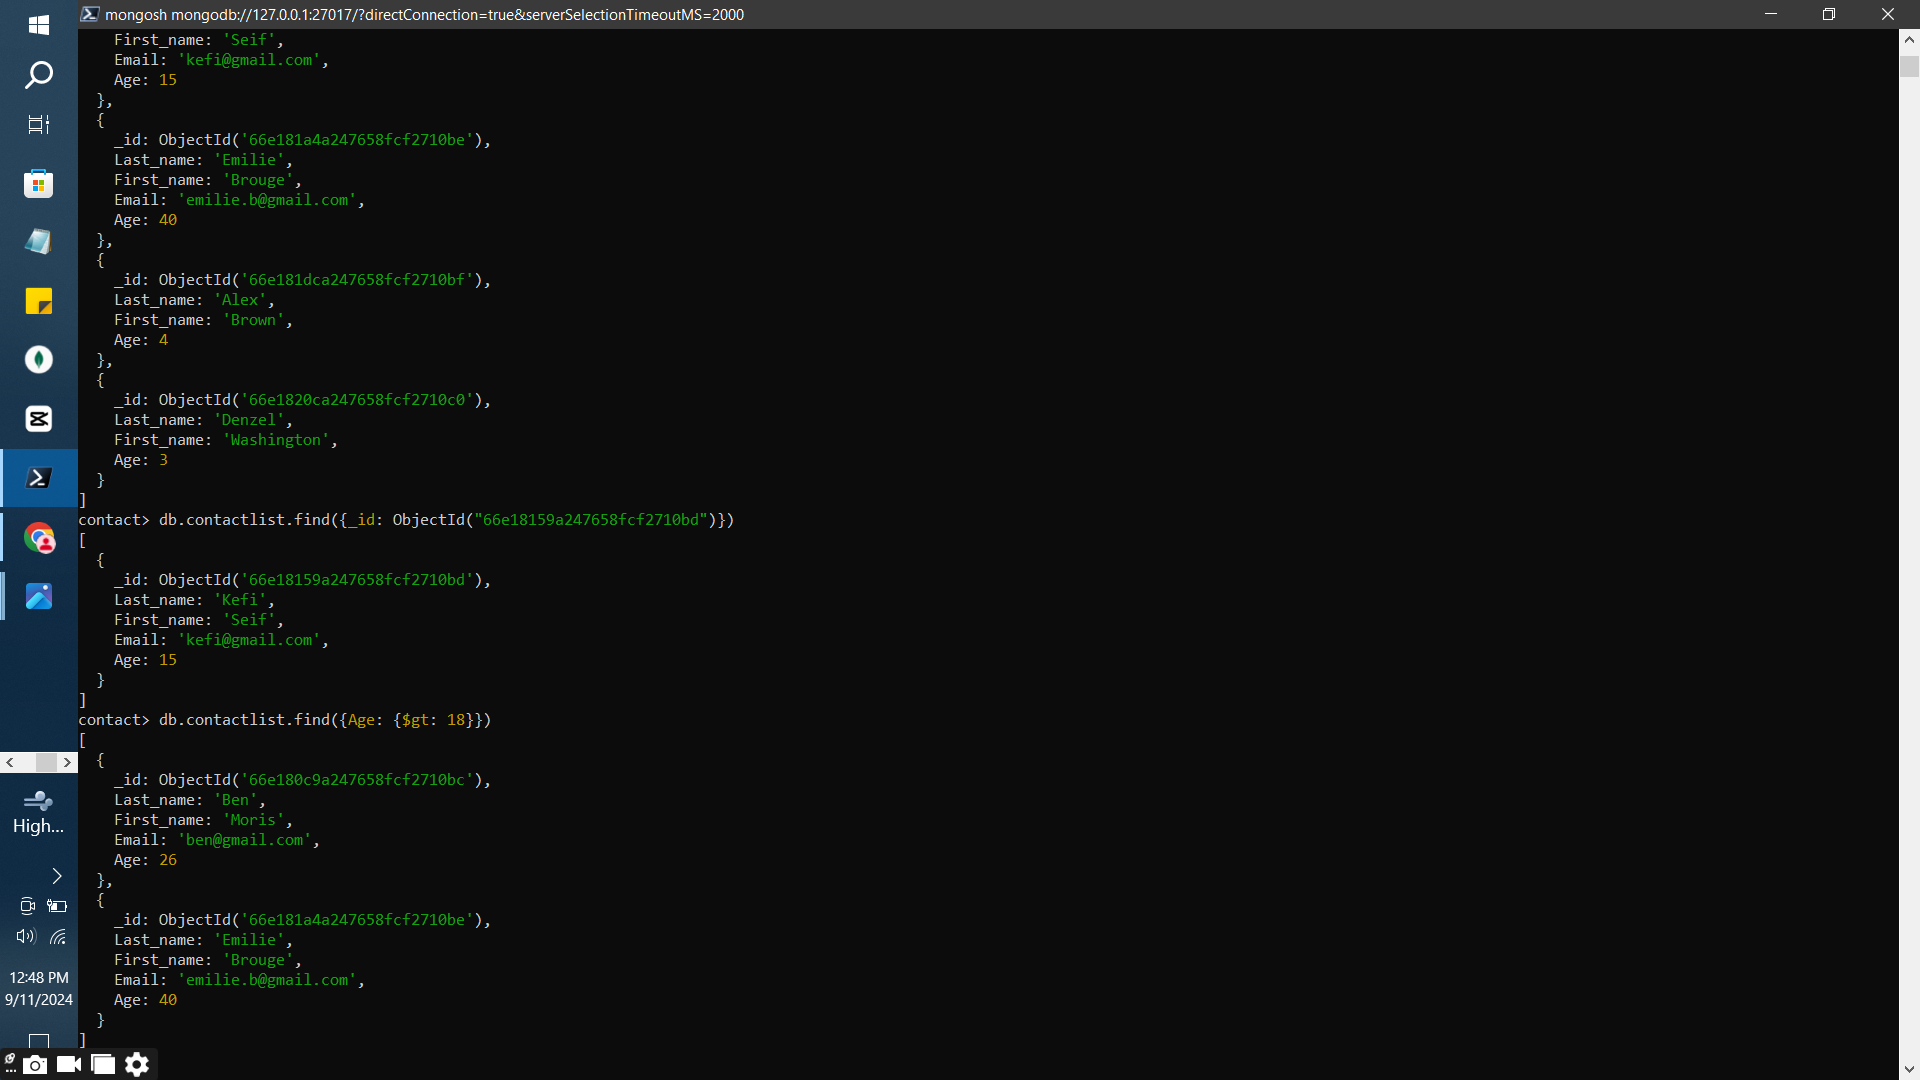 mongosh mongodb://127.0.0.1:27017/?directConnection=true&serverSelectionTimeoutMS=2000
    First_name: 'Seif',
    Email: 'kefi@gmail.com',
    Age: 15
  },
  {
    _id: ObjectId('66e181a4a247658fcf2710be'),
    Last_name: 'Emilie',
    First_name: 'Brouge',
    Email: 'emilie.b@gmail.com',
    Age: 40
  },
  {
    _id: ObjectId('66e181dca247658fcf2710bf'),
    Last_name: 'Alex',
    First_name: 'Brown',
    Age: 4
  },
  {
    _id: ObjectId('66e1820ca247658fcf2710c0'),
    Last_name: 'Denzel',
    First_name: 'Washington',
    Age: 3
  }
]
contact> db.contactlist.find({_id: ObjectId("66e18159a247658fcf2710bd")})
[
  {
    _id: ObjectId('66e18159a247658fcf2710bd'),
    Last_name: 'Kefi',
    First_name: 'Seif',
    Email: 'kefi@gmail.com',
    Age: 15
  }
]
contact> db.contactlist.find({Age: {$gt: 18}})
[
  {
    _id: ObjectId('66e180c9a247658fcf2710bc'),
    Last_name: 'Ben',
    First_name: 'Moris',
    Email: 'ben@gmail.com',
    Age: 26
  },
  {
    _id: ObjectId('66e181a4a247658fcf2710be'),
    Last_name: 'Emilie',
    First_name: 'Brouge',
    Email: 'emilie.b@gmail.com',
    Age: 40
  }
]
High...
12:48 PM
9/11/2024